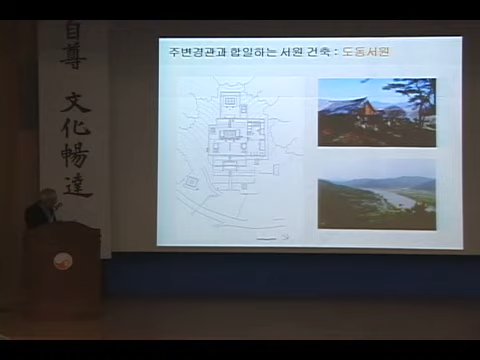 自
尊
文
化
暢
達
주변경관과 합일하는 서원 건축 : 도동서원